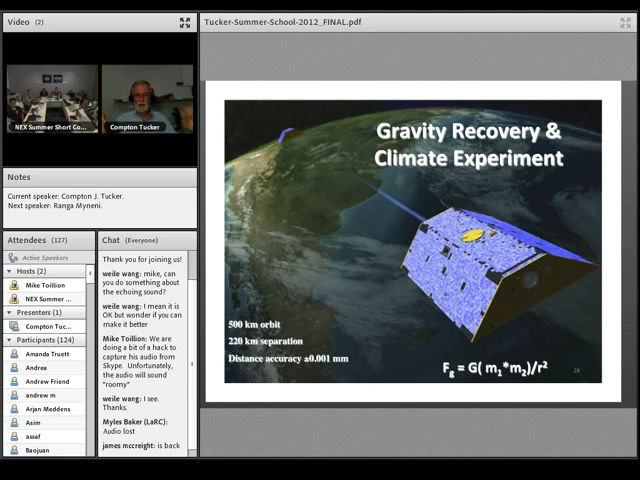 Video (2)
NEX Summer Short Co...
Compton Tucker
Notes
Current speaker: Compton J. Tucker.
Next speaker: Ranga Myneni.
Attendees (127)
Active Speakers
Hosts (2)
Mike Toillion
NEX Summer ...
Presenters (1)
Compton Tuc...
Participants (124)
Amanda Truett
Andrea
Andrew Friend
andrew m
Arjan Meddens
Asim
assaf
Baojuan
Chat (Everyone)
Thank you for joining us!
weile wang: mike, can
you do something about
the echoing sound?
weile wang: I mean it is
OK but wonder if you can
make it better
Mike Toillion: We are
doing a bit of a hack to
capture his audio from
Skype. Unfortunately,
the audio will sound
"roomy"
weile wang: I see.
Thanks.
Myles Baker (LaRC):
Audio lost
james mccreight: is back
Tucker-Summer-School-2012_FINAL.pdf
Gravity Recovery &
Climate Experiment
500 km orbit
220 km separation
Distance accuracy ±0.001 mm
F₉ = G( m₁*m₂)/r²
28